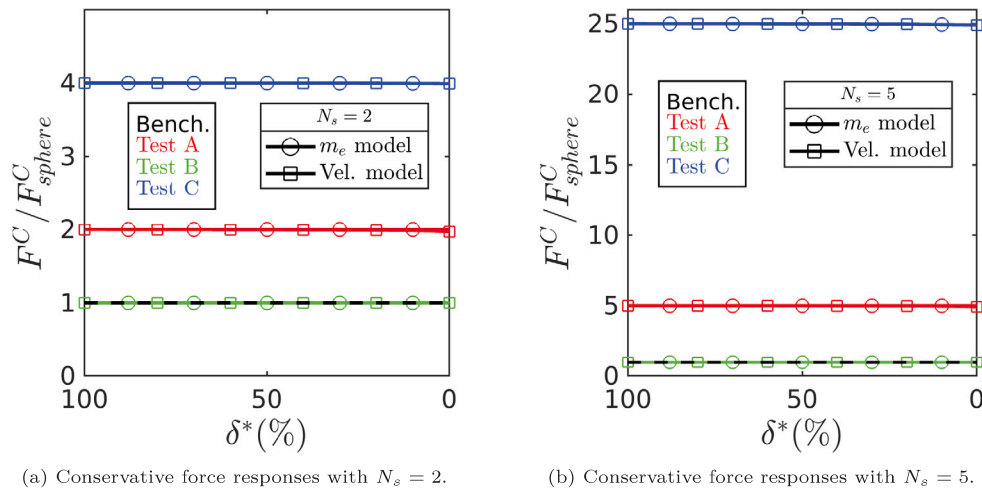 F^C/F^C_sphere
4
3
2
1
0
Bench.
Test A
Test B
Test C
N_s = 2
m_e model
Vel. model
100
50
0
δ*(%)
(a) Conservative force responses with N_s = 2.
F^C/F^C_sphere
25
20
15
10
5
0
Bench.
Test A
Test B
Test C
N_s = 5
m_e model
Vel. model
100
50
0
δ*(%)
(b) Conservative force responses with N_s = 5.